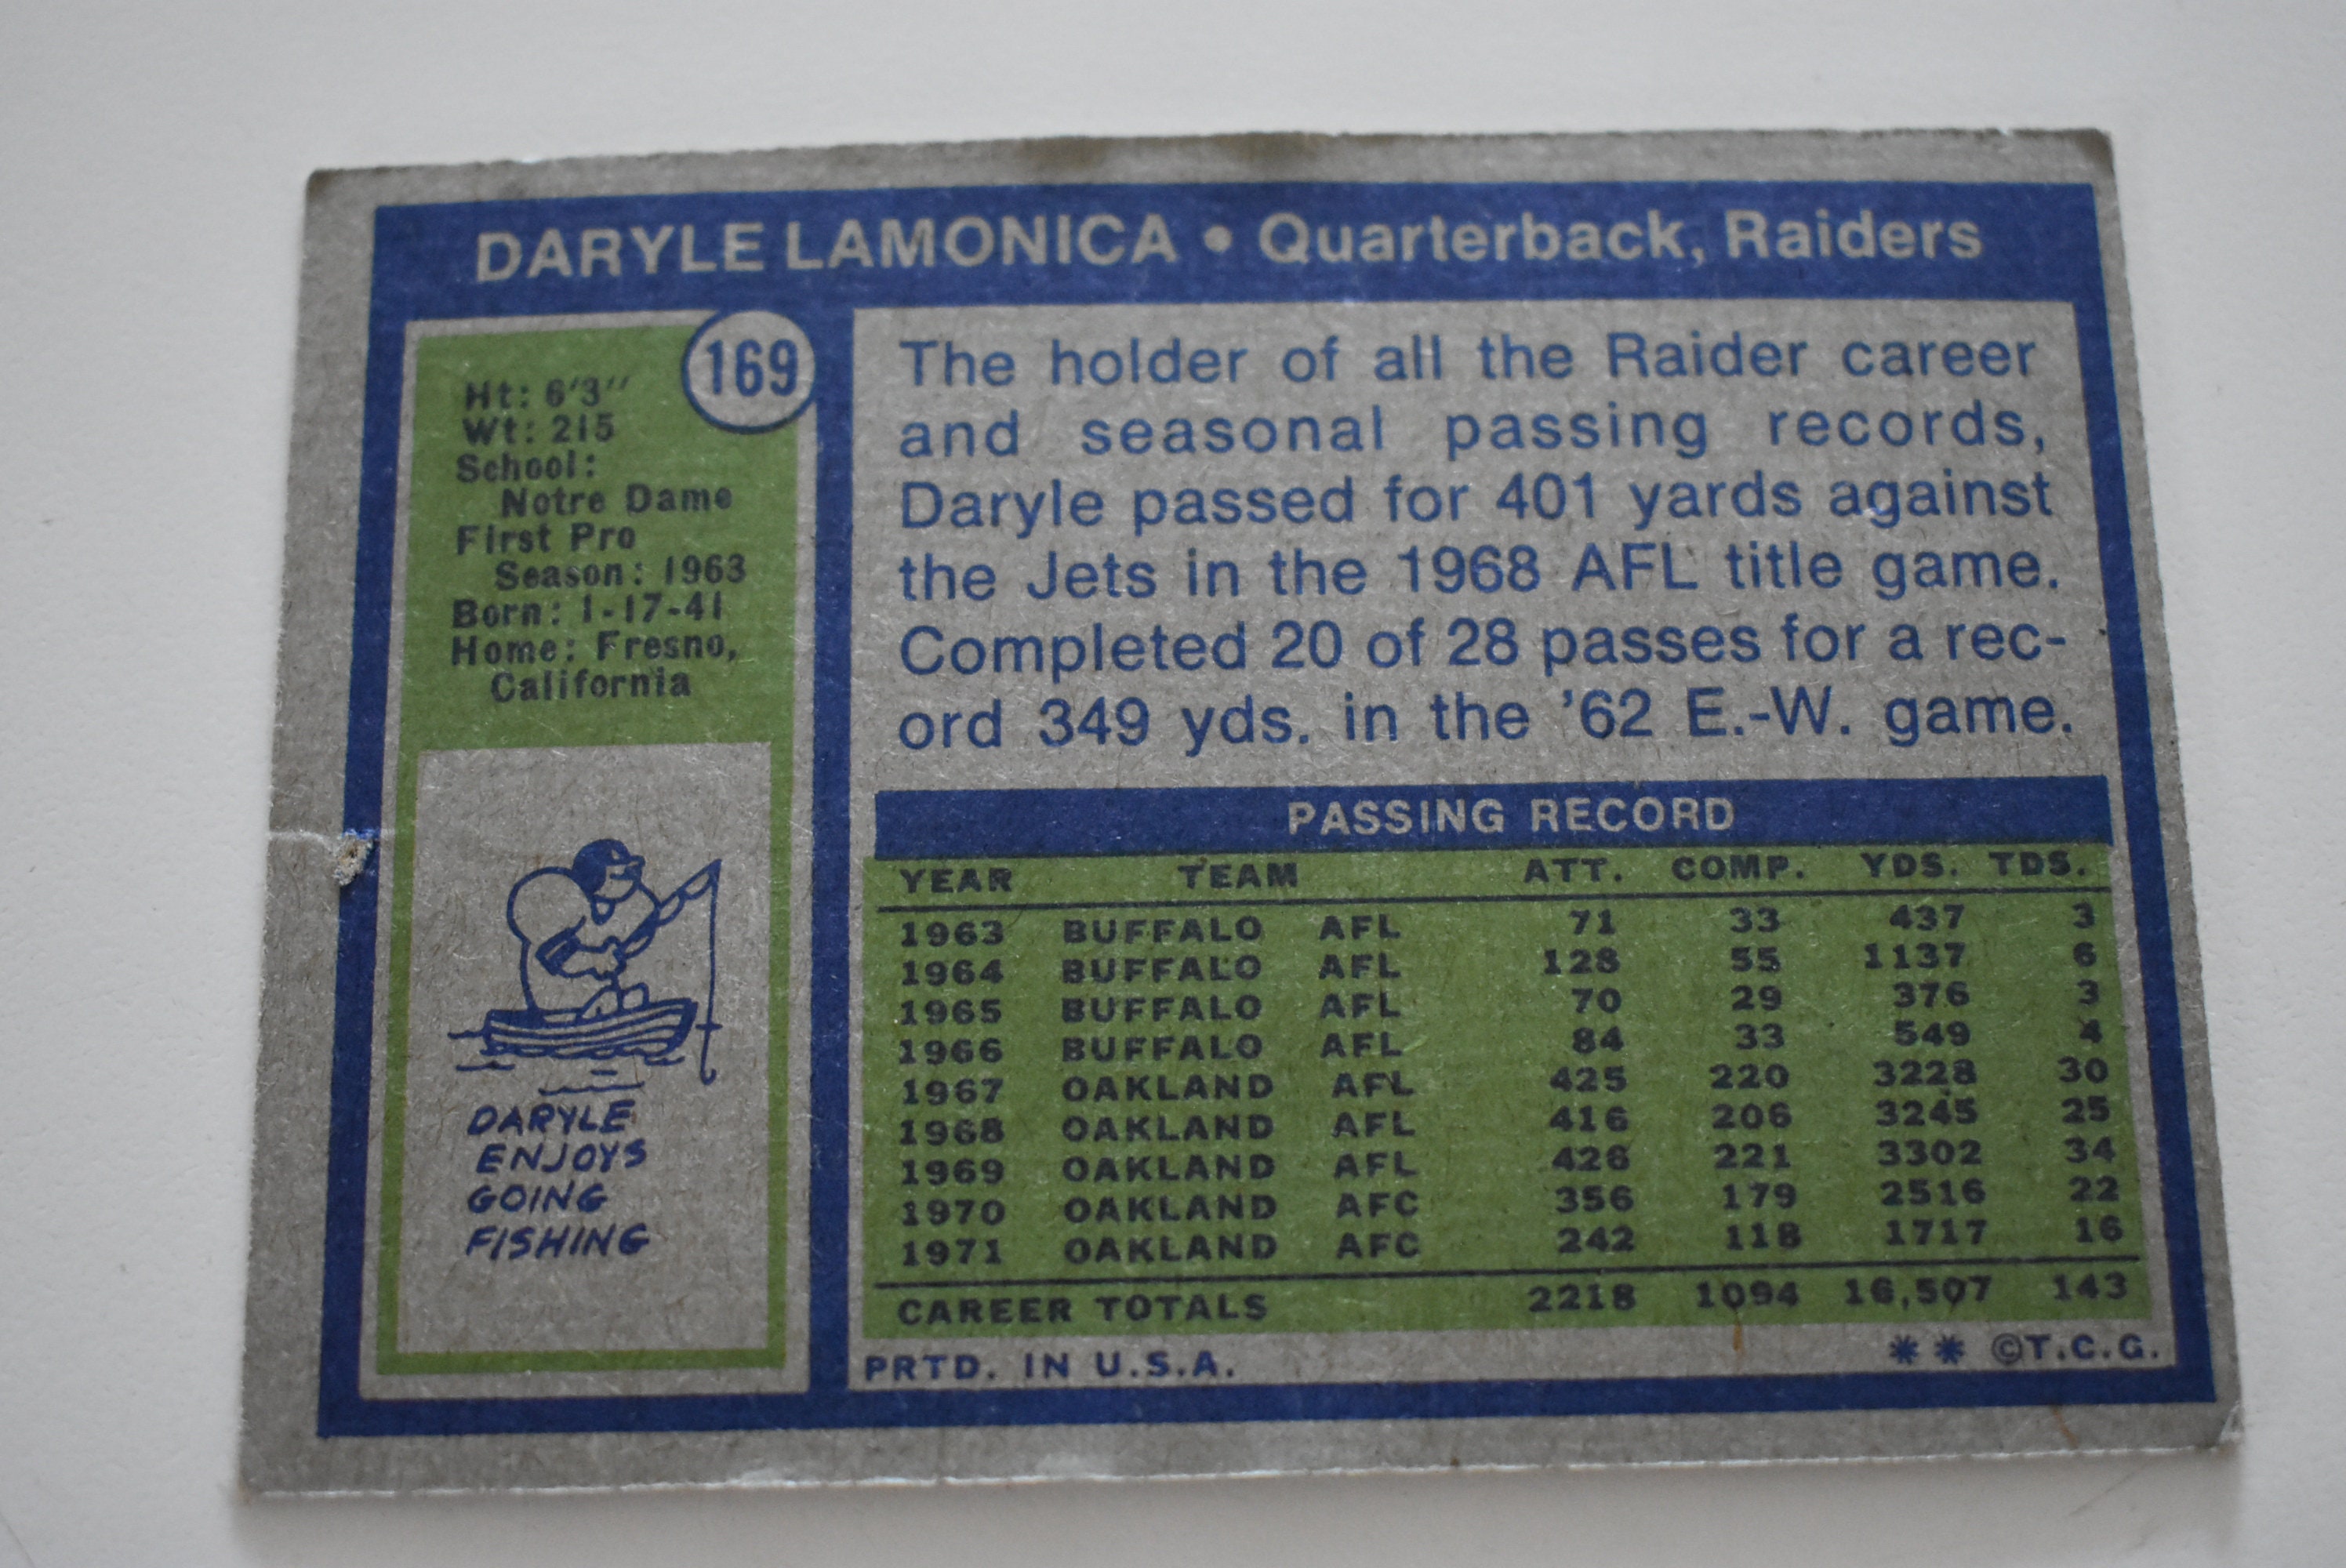 DARYLE LAMONICA • Quarterback, Raiders
169
Ht: 6'3"
Wt: 215
School:
Notre Dame
First Pro
Season: 1963
Born: 1-17-41
Home: Fresno,
California
DARYLE
ENJOYS
GOING
FISHING
The holder of all the Raider career
and seasonal passing records,
Daryle passed for 401 yards against
the Jets in the 1968 AFL title game.
Completed 20 of 28 passes for a rec-
ord 349 yds. in the '62 E.-W. game.
PASSING RECORD
YEAR TEAM ATT. COMP. YDS. TDS.
1963 BUFFALO AFL 71 33 437 3
1964 BUFFALO AFL 128 55 1137 6
1965 BUFFALO AFL 70 29 376 3
1966 BUFFALO AFL 84 33 549 4
1967 OAKLAND AFL 425 220 3228 30
1968 OAKLAND AFL 416 206 3245 25
1969 OAKLAND AFL 426 221 3302 34
1970 OAKLAND AFC 356 179 2516 22
1971 OAKLAND AFC 242 118 1717 16
CAREER TOTALS 2218 1094 16,507 143
PRTD. IN U.S.A. ** ©T.C.G.